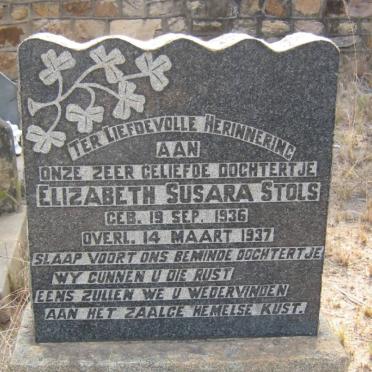 TER LIEFDEVOLLE HERINNERING
AAN
ONZE ZEER GELIEFDE DOCHTERTJE
ELIZABETH SUSARA STOLS
GEB. 19 SEP. 1936
OVERL. 14 MAART 1937
SLAAP VOORT ONS BEMINDE DOCHTERTJE
WY GUNNEN U DIE RUST
EENS ZULLEN WE U WEDERVINDEN
AAN HET ZAALGE HEMELSE KUST.